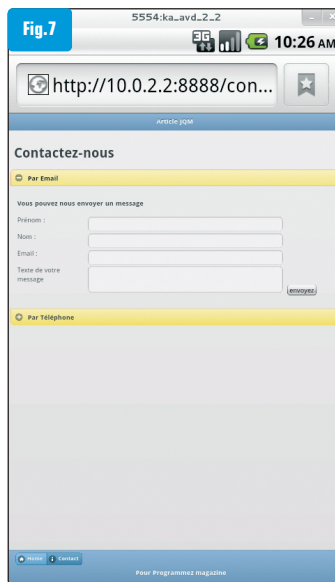 Fig.7
5554:ka_avd_2_2
3G
10:26 AM
http://10.0.2.2:8888/con...
Article JQM
Contactez-nous
Par Email
Vous pouvez nous envoyer un message
Prénom :
Nom :
Email :
Texte de votre
message
envoyez
Par Téléphone
Home
Contact
Pour Programmez magazine